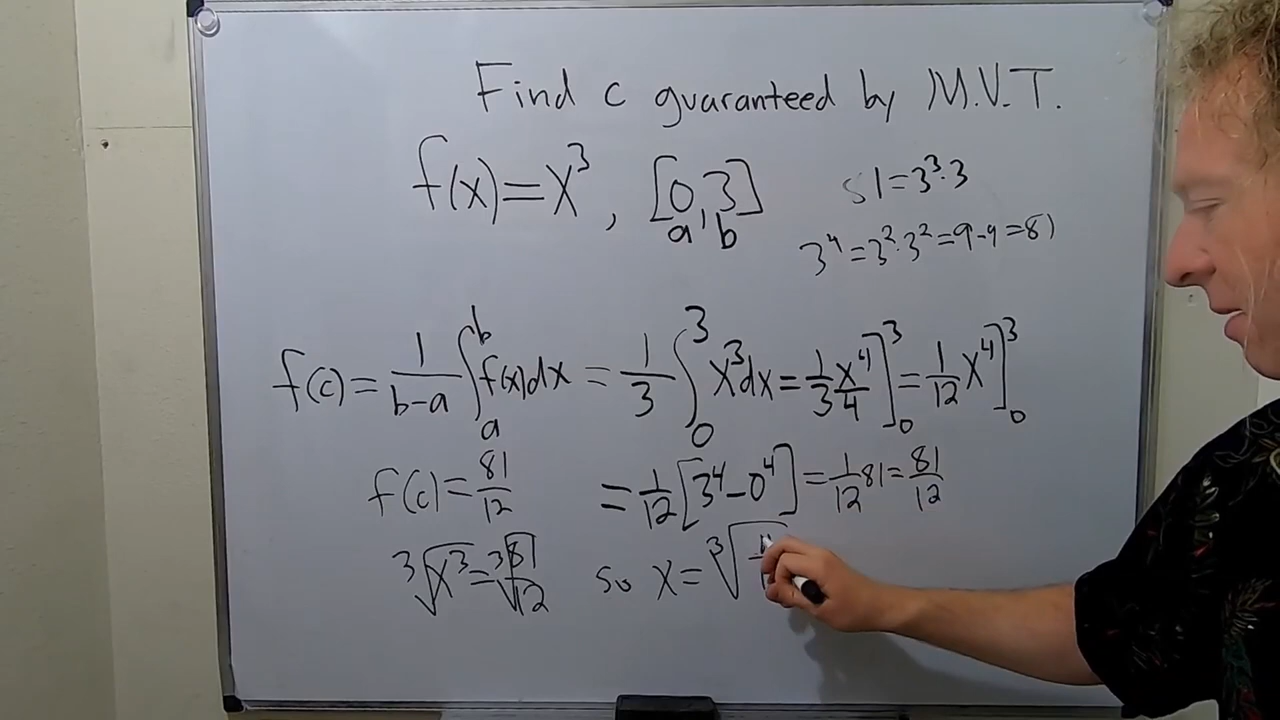 Find c guaranteed by M.V.T.
f(x)=x³, [0,3]
a, b
81=3³·3
3⁴=3²·3²=9·9=81
f(c)=1/(b-a) ∫ₐᵇ f(x)dx = 1/3 ∫₀³ x³dx = 1/3 x⁴/4]₀³ = 1/12 x⁴]₀³
f(c)=81/12 = 1/12[3⁴-0⁴] = 1/12 81 = 81/12
∛x³ = ∛81/12 so x = ∛